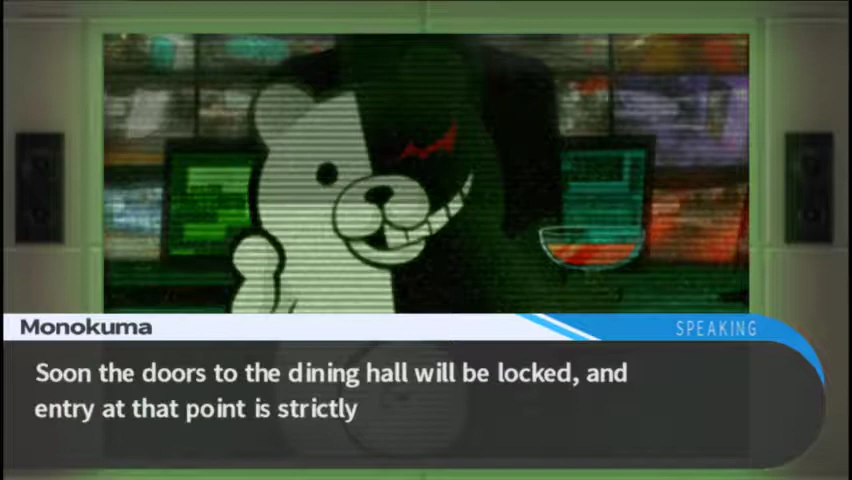 Monokuma
SPEAKING
Soon the doors to the dining hall will be locked, and
entry at that point is strictly